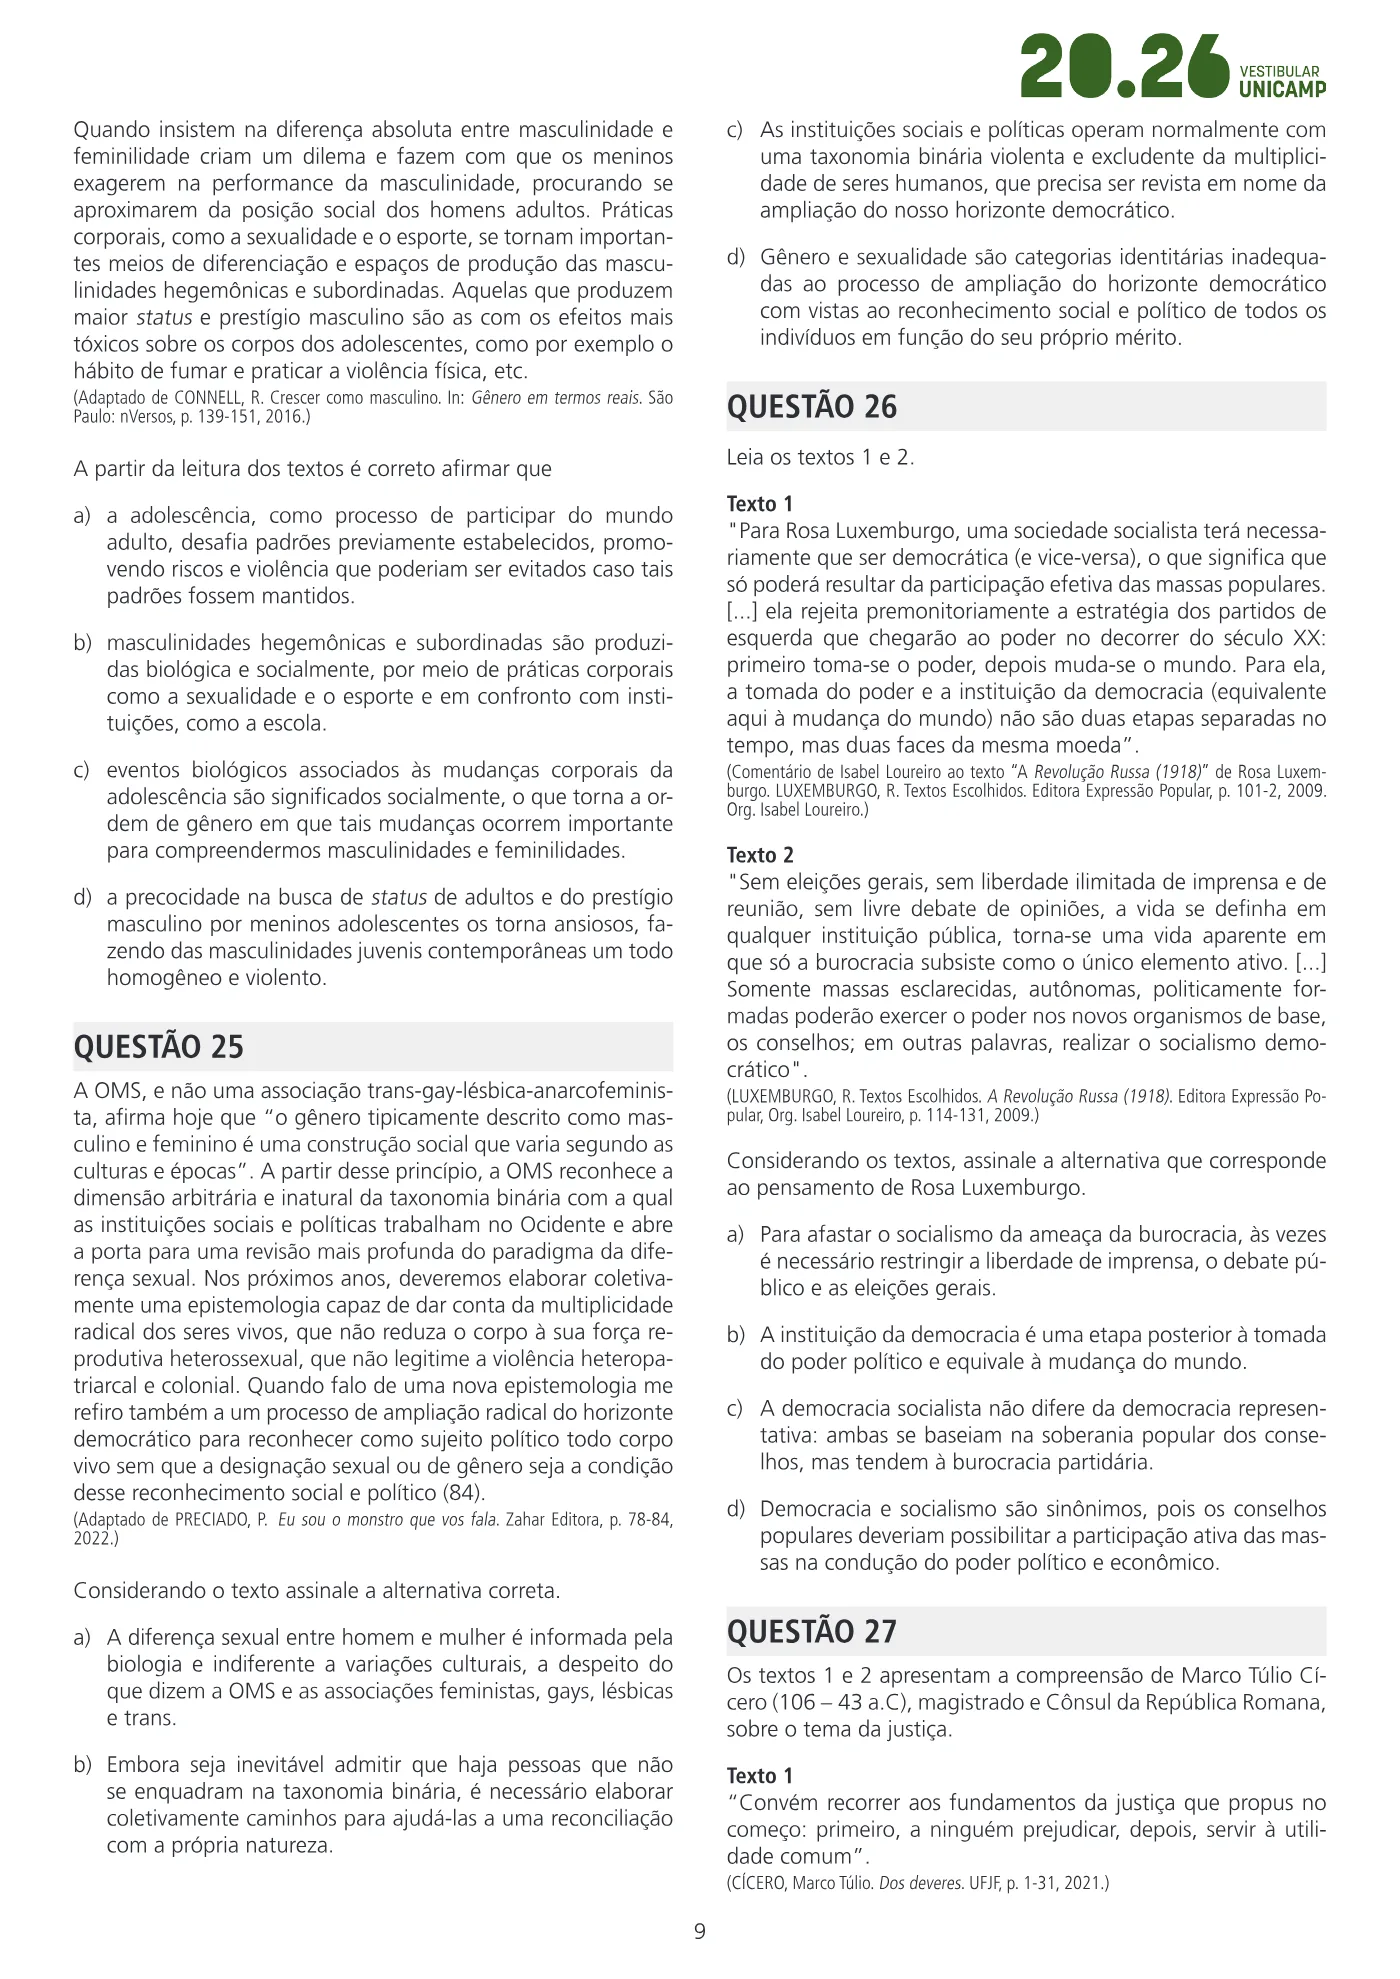 20.26 VESTIBULAR
UNICAMP
Quando insistem na diferença absoluta entre masculinidade e
feminilidade criam um dilema e fazem com que os meninos
exagerem na performance da masculinidade, procurando se
aproximarem da posição social dos homens adultos. Práticas
corporais, como a sexualidade e o esporte, se tornam importan-
tes meios de diferenciação e espaços de produção das mascu-
linidades hegemônicas e subordinadas. Aquelas que produzem
maior status e prestígio masculino são as com os efeitos mais
tóxicos sobre os corpos dos adolescentes, como por exemplo o
hábito de fumar e praticar a violência física, etc.
(Adaptado de CONNELL, R. Crescer como masculino. In: Gênero em termos reais. São
Paulo: nVersos, p. 139-151, 2016.)
A partir da leitura dos textos é correto afirmar que
a) a adolescência, como processo de participar do mundo
adulto, desafia padrões previamente estabelecidos, promo-
vendo riscos e violência que poderiam ser evitados caso tais
padrões fossem mantidos.
b) masculinidades hegemônicas e subordinadas são produzi-
das biológica e socialmente, por meio de práticas corporais
como a sexualidade e o esporte e em confronto com insti-
tuições, como a escola.
c) eventos biológicos associados às mudanças corporais da
adolescência são significados socialmente, o que torna a or-
dem de gênero em que tais mudanças ocorrem importante
para compreendermos masculinidades e feminilidades.
d) a precocidade na busca de status de adultos e do prestígio
masculino por meninos adolescentes os torna ansiosos, fa-
zendo das masculinidades juvenis contemporâneas um todo
homogêneo e violento.
QUESTÃO 25
A OMS, e não uma associação trans-gay-lésbica-anarcofeminis-
ta, afirma hoje que “o gênero tipicamente descrito como mas-
culino e feminino é uma construção social que varia segundo as
culturas e épocas”. A partir desse princípio, a OMS reconhece a
dimensão arbitrária e inatural da taxonomia binária com a qual
as instituições sociais e políticas trabalham no Ocidente e abre
a porta para uma revisão mais profunda do paradigma da dife-
rença sexual. Nos próximos anos, deveremos elaborar coletiva-
mente uma epistemologia capaz de dar conta da multiplicidade
radical dos seres vivos, que não reduza o corpo à sua força re-
produtiva heterossexual, que não legitime a violência heteropa-
triarcal e colonial. Quando falo de uma nova epistemologia me
refiro também a um processo de ampliação radical do horizonte
democrático para reconhecer como sujeito político todo corpo
vivo sem que a designação sexual ou de gênero seja a condição
desse reconhecimento social e político (84).
(Adaptado de PRECIADO, P. Eu sou o monstro que vos fala. Zahar Editora, p. 78-84,
2022.)
Considerando o texto assinale a alternativa correta.
a) A diferença sexual entre homem e mulher é informada pela
biologia e indiferente a variações culturais, a despeito do
que dizem a OMS e as associações feministas, gays, lésbicas
e trans.
b) Embora seja inevitável admitir que haja pessoas que não
se enquadram na taxonomia binária, é necessário elaborar
coletivamente caminhos para ajudá-las a uma reconciliação
com a própria natureza.
c) As instituições sociais e políticas operam normalmente com
uma taxonomia binária violenta e excludente da multiplici-
dade de seres humanos, que precisa ser revista em nome da
ampliação do nosso horizonte democrático.
d) Gênero e sexualidade são categorias identitárias inadequa-
das ao processo de ampliação do horizonte democrático
com vistas ao reconhecimento social e político de todos os
indivíduos em função do seu próprio mérito.
QUESTÃO 26
Leia os textos 1 e 2.
Texto 1
"Para Rosa Luxemburgo, uma sociedade socialista terá necessa-
riamente que ser democrática (e vice-versa), o que significa que
só poderá resultar da participação efetiva das massas populares.
[...] ela rejeita premonitoriamente a estratégia dos partidos de
esquerda que chegarão ao poder no decorrer do século XX:
primeiro toma-se o poder, depois muda-se o mundo. Para ela,
a tomada do poder e a instituição da democracia (equivalente
aqui à mudança do mundo) não são duas etapas separadas no
tempo, mas duas faces da mesma moeda”.
(Comentário de Isabel Loureiro ao texto “A Revolução Russa (1918)” de Rosa Luxem-
burgo. LUXEMBURGO, R. Textos Escolhidos. Editora Expressão Popular, p. 101-2, 2009.
Org. Isabel Loureiro.)
Texto 2
"Sem eleições gerais, sem liberdade ilimitada de imprensa e de
reunião, sem livre debate de opiniões, a vida se definha em
qualquer instituição pública, torna-se uma vida aparente em
que só a burocracia subsiste como o único elemento ativo. [...]
Somente massas esclarecidas, autônomas, politicamente for-
madas poderão exercer o poder nos novos organismos de base,
os conselhos; em outras palavras, realizar o socialismo demo-
crático".
(LUXEMBURGO, R. Textos Escolhidos. A Revolução Russa (1918). Editora Expressão Po-
pular, Org. Isabel Loureiro, p. 114-131, 2009.)
Considerando os textos, assinale a alternativa que corresponde
ao pensamento de Rosa Luxemburgo.
a) Para afastar o socialismo da ameaça da burocracia, às vezes
é necessário restringir a liberdade de imprensa, o debate pú-
blico e as eleições gerais.
b) A instituição da democracia é uma etapa posterior à tomada
do poder político e equivale à mudança do mundo.
c) A democracia socialista não difere da democracia represen-
tativa: ambas se baseiam na soberania popular dos conse-
lhos, mas tendem à burocracia partidária.
d) Democracia e socialismo são sinônimos, pois os conselhos
populares deveriam possibilitar a participação ativa das mas-
sas na condução do poder político e econômico.
QUESTÃO 27
Os textos 1 e 2 apresentam a compreensão de Marco Túlio Cí-
cero (106 – 43 a.C), magistrado e Cônsul da República Romana,
sobre o tema da justiça.
Texto 1
“Convém recorrer aos fundamentos da justiça que propus no
começo: primeiro, a ninguém prejudicar, depois, servir à utili-
dade comum”.
(CÍCERO, Marco Túlio. Dos deveres. UFJF, p. 1-31, 2021.)
9